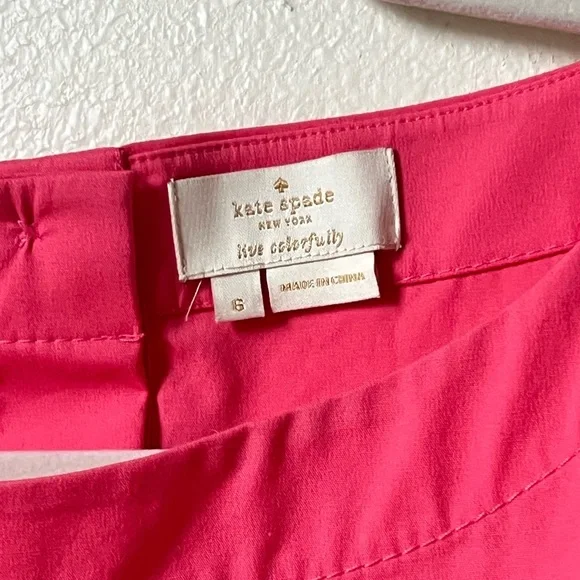 kate spade
NEW YORK
live colorfully
6
MADE IN CHINA